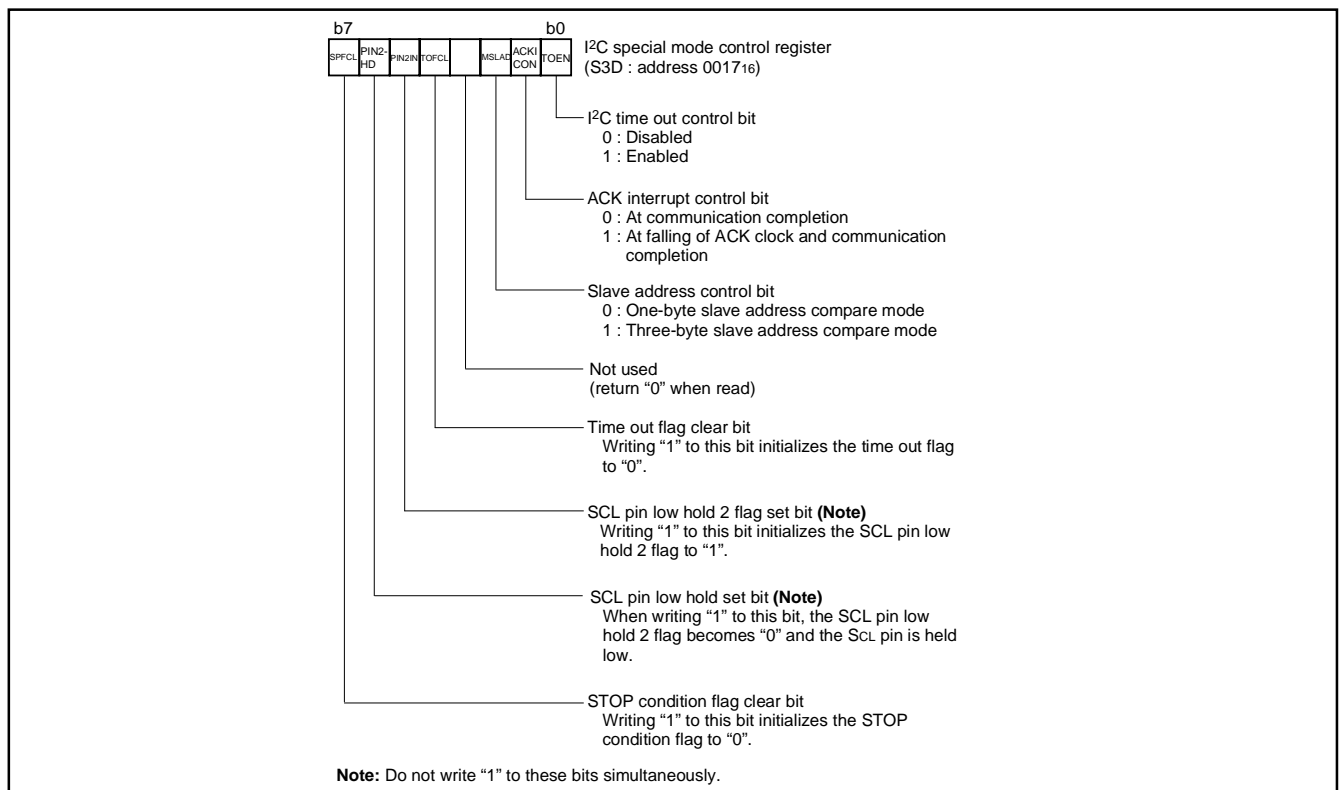 b7 b0
SPFCL PIN2-HD PIN2IN TOFCL MSLAD ACKICON TOEN
I2C special mode control register
(S3D : address 001716)
I2C time out control bit
0 : Disabled
1 : Enabled
ACK interrupt control bit
0 : At communication completion
1 : At falling of ACK clock and communication
completion
Slave address control bit
0 : One-byte slave address compare mode
1 : Three-byte slave address compare mode
Not used
(return “0” when read)
Time out flag clear bit
Writing “1” to this bit initializes the time out flag
to “0”.
SCL pin low hold 2 flag set bit (Note)
Writing “1” to this bit initializes the SCL pin low
hold 2 flag to “1”.
SCL pin low hold set bit (Note)
When writing “1” to this bit, the SCL pin low
hold 2 flag becomes “0” and the SCL pin is held
low.
STOP condition flag clear bit
Writing “1” to this bit initializes the STOP
condition flag to “0”.
Note: Do not write “1” to these bits simultaneously.